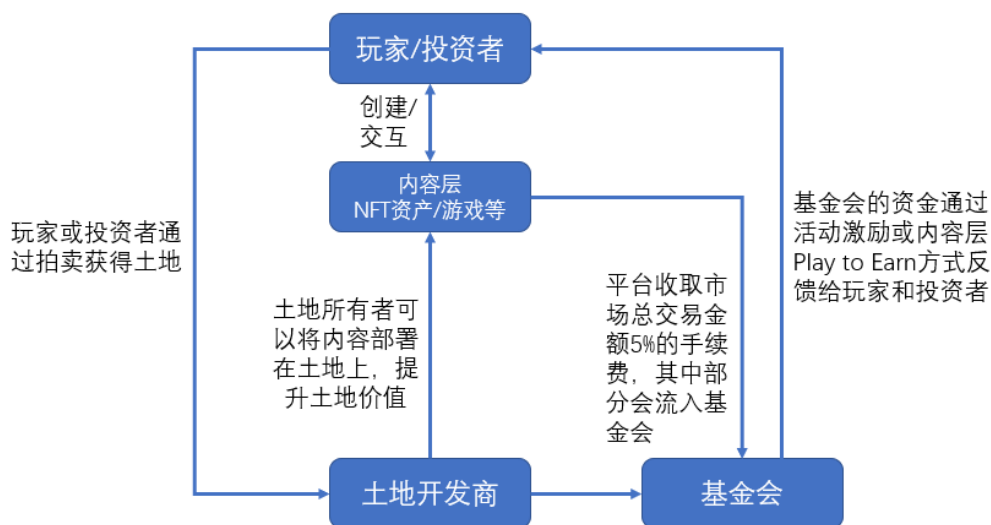 玩家/投资者
创建/
交互
内容层
NFT资产/游戏等
玩家或投资者通
过拍卖获得土地
土地所有者可
以将内容部署
在土地上，提
升土地价值
平台收取市
场总交易金
额5%的手续
费，其中部
分会流入基
金会
基金会的资金通过
活动激励或内容层
Play to Earn方式反
馈给玩家和投资者
土地开发商
基金会